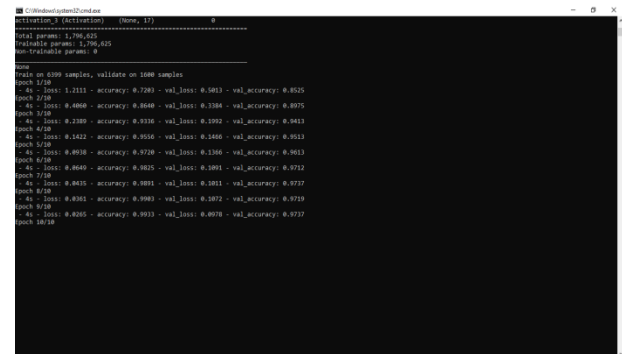 C:\Windows\system32\cmd.exe
activation_3 (Activation) (None, 17) 0
=================================================================
Total params: 1,796,625
Trainable params: 1,796,625
Non-trainable params: 0
_________________________________________________________________
None
Train on 6399 samples, validate on 1600 samples
Epoch 1/10
- 4s - loss: 1.2111 - accuracy: 0.7203 - val_loss: 0.5013 - val_accuracy: 0.8525
Epoch 2/10
- 4s - loss: 0.4060 - accuracy: 0.8640 - val_loss: 0.3384 - val_accuracy: 0.8975
Epoch 3/10
- 4s - loss: 0.2389 - accuracy: 0.9336 - val_loss: 0.1992 - val_accuracy: 0.9413
Epoch 4/10
- 4s - loss: 0.1422 - accuracy: 0.9556 - val_loss: 0.1466 - val_accuracy: 0.9513
Epoch 5/10
- 4s - loss: 0.0938 - accuracy: 0.9720 - val_loss: 0.1366 - val_accuracy: 0.9613
Epoch 6/10
- 4s - loss: 0.0649 - accuracy: 0.9825 - val_loss: 0.1091 - val_accuracy: 0.9712
Epoch 7/10
- 4s - loss: 0.0435 - accuracy: 0.9891 - val_loss: 0.1011 - val_accuracy: 0.9737
Epoch 8/10
- 4s - loss: 0.0361 - accuracy: 0.9903 - val_loss: 0.1072 - val_accuracy: 0.9719
Epoch 9/10
- 4s - loss: 0.0265 - accuracy: 0.9933 - val_loss: 0.0978 - val_accuracy: 0.9737
Epoch 10/10